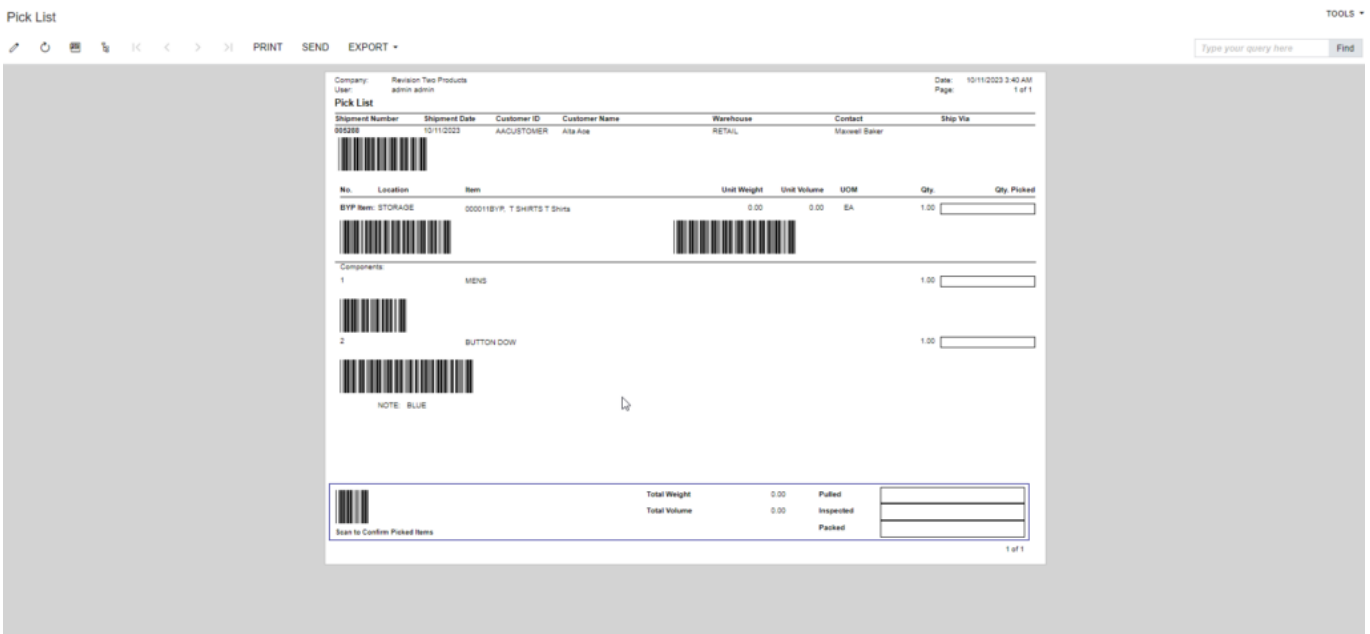 Pick List
TOOLS
PRINT SEND EXPORT
Type your query here Find
Company: Revision Two Products Date: 10/11/2023 3:40 AM
User: admin admin Page: 1 of 1
Pick List
Shipment Number Shipment Date Customer ID Customer Name Warehouse Contact Ship Via
005200 10/11/2023 AACUSTOMER Alta Ace RETAIL Maxwell Baker
No. Location Item Unit Weight Unit Volume UOM Qty. Qty. Picked
BYP Item: STORAGE 000011BYP, T SHIRTS T Shirts 0.00 0.00 EA 1.00
Components:
1 MENS 1.00
2 BUTTON DOW 1.00
NOTE: BLUE
Total Weight 0.00 Pulled
Total Volume 0.00 Inspected
Packed
Scan to Confirm Picked Items
1 of 1